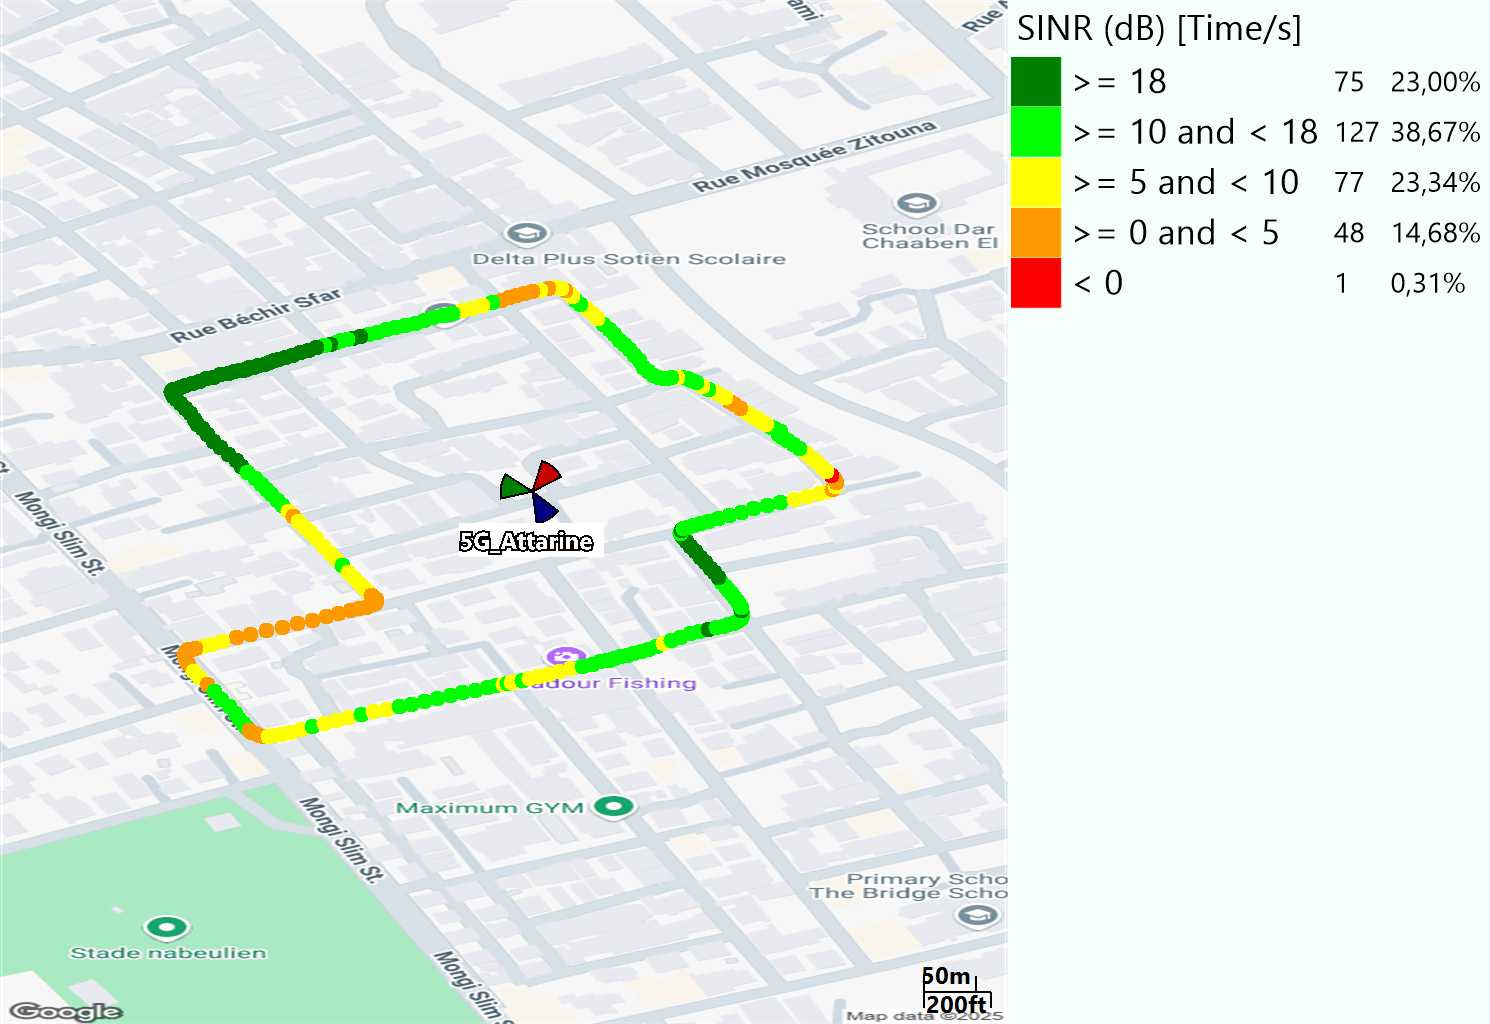 SINR (dB) [Time/s]
>= 18 75 23,00%
>= 10 and < 18 127 38,67%
>= 5 and < 10 77 23,34%
>= 0 and < 5 48 14,68%
< 0 1 0,31%
Rue Mosquée Zitouna
School Dar
Chaaben El
Delta Plus Sotien Scolaire
Rue Béchir Sfar
Mongi Slim St.
5G_Attarine
adour Fishing
Maximum GYM
Mongi Slim St.
Primary Scho
The Bridge Scho
Stade nabeulien
Mongi Slim S
50m
200ft
Google
Map data ©2025